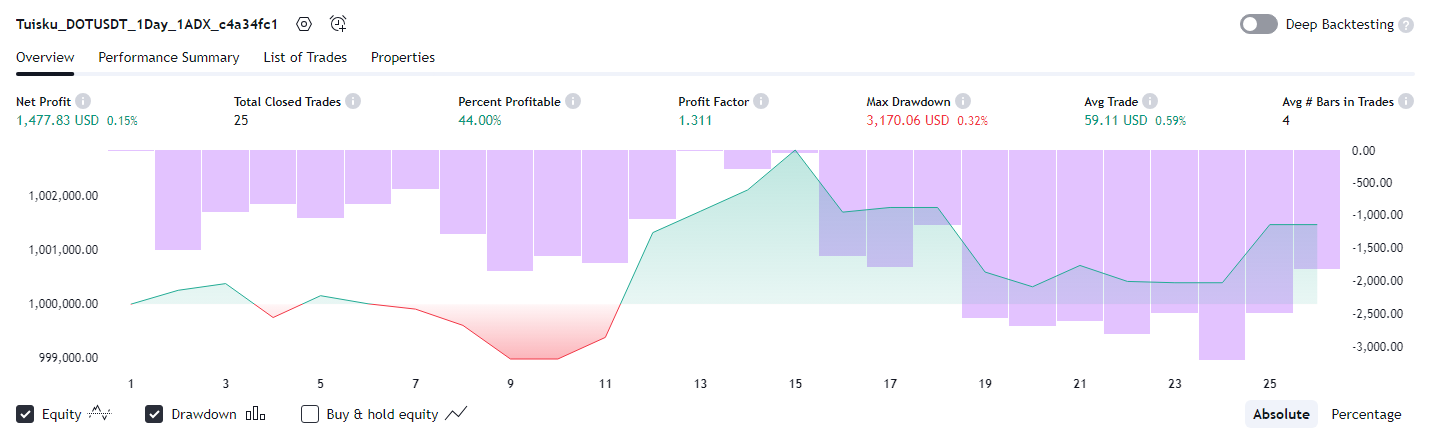 Tuisku_DOTUSDT_1Day_1ADX_c4a34fc1 Deep Backtesting ?
Overview Performance Summary List of Trades Properties
Net Profit i Total Closed Trades i Percent Profitable i Profit Factor i Max Drawdown i Avg Trade i Avg # Bars in Trades i
1,477.83 USD 0.15% 25 44.00% 1.311 3,170.06 USD 0.32% 59.11 USD 0.59% 4
0.00
1,002,000.00 -500.00
-1,000.00
1,001,000.00 -1,500.00
-2,000.00
1,000,000.00 -2,500.00
999,000.00 -3,000.00
1 3 5 7 9 11 13 15 17 19 21 23 25
Equity Drawdown Buy & hold equity Absolute Percentage